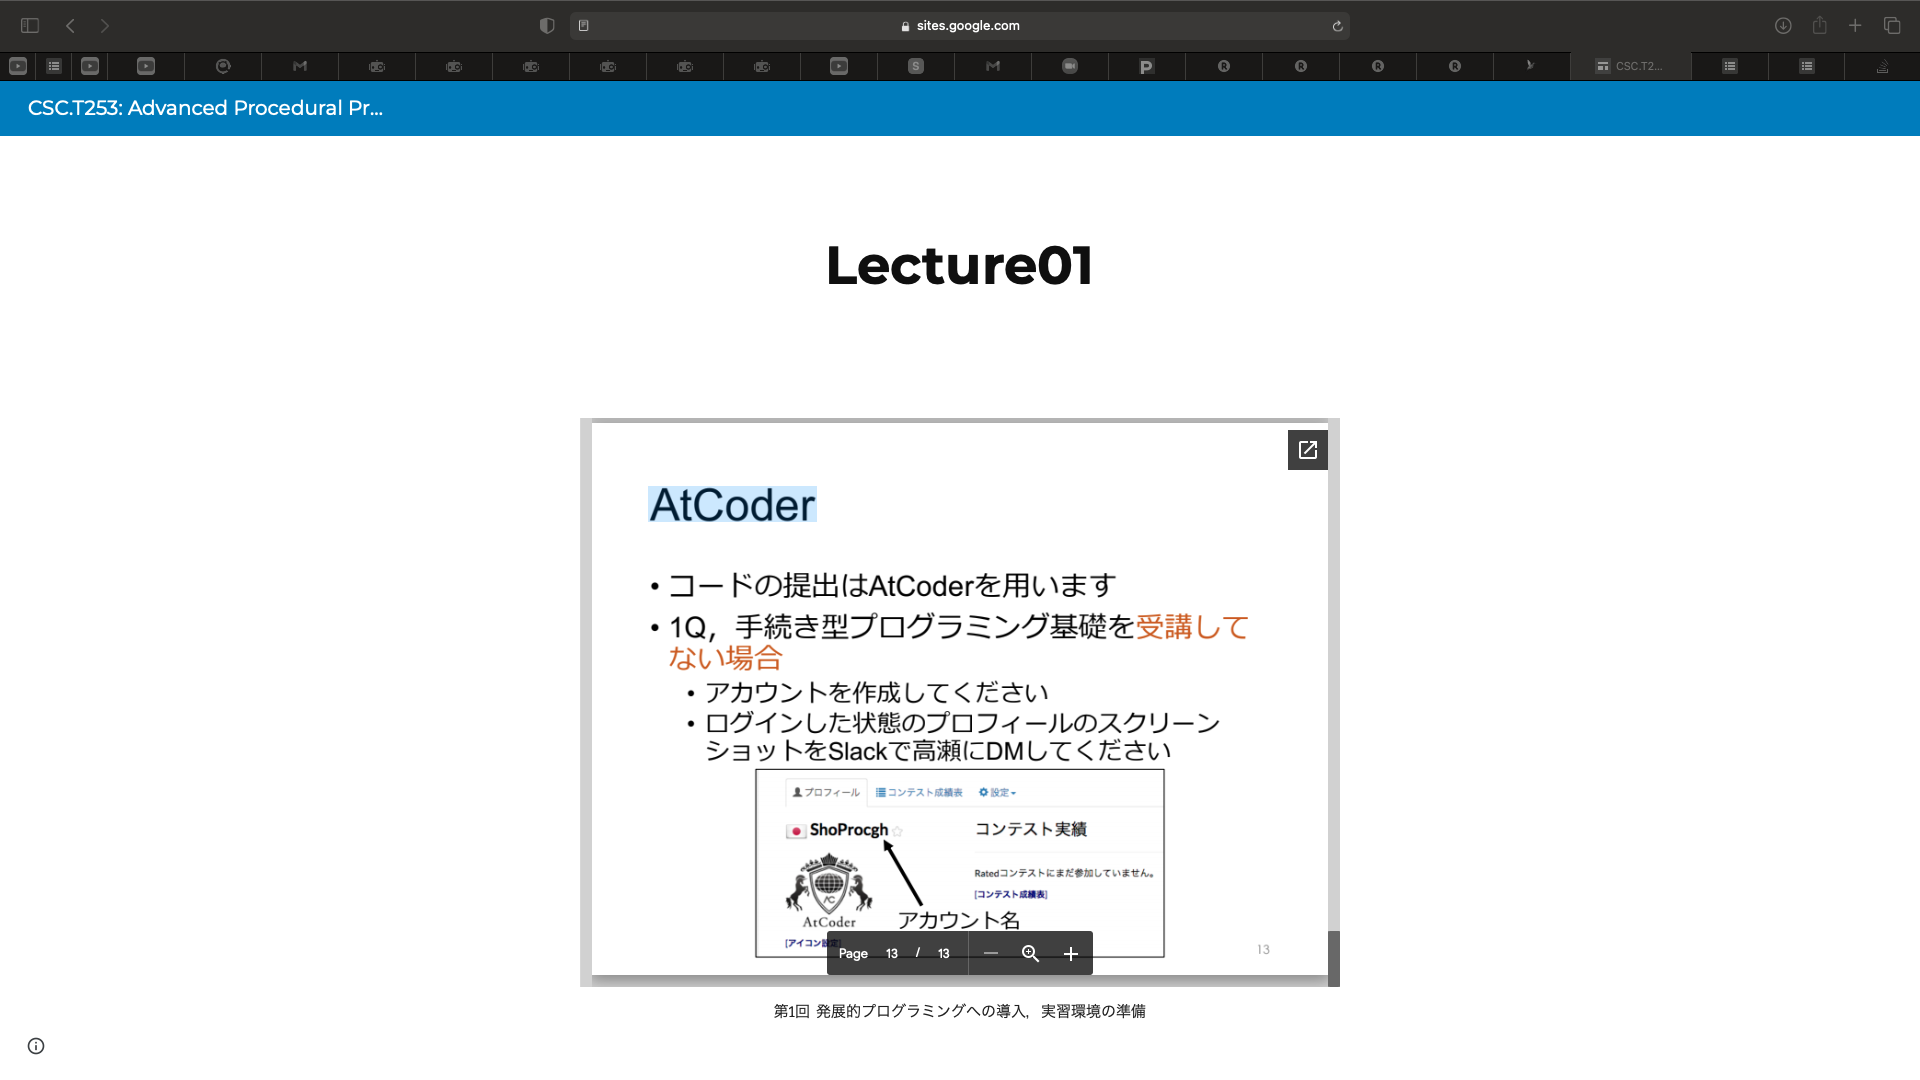 sites.google.com
S
P
R
R
R
R
CSC.T2...
CSC.T253: Advanced Procedural Pr...
Lecture01
AtCoder
• コードの提出はAtCoderを用います
• 1Q，手続き型プログラミング基礎を受講して
ない場合
• アカウントを作成してください
• ログインした状態のプロフィールのスクリーン
ショットをSlackで高瀬にDMしてください
プロフィール コンテスト成績表 設定
ShoProcgh
コンテスト実績
Ratedコンテストにまだ参加していません。
[コンテスト成績表]
AtCoder
アカウント名
[アイコン設定]
Page 13 / 13
13
第1回 発展的プログラミングへの導入，実習環境の準備